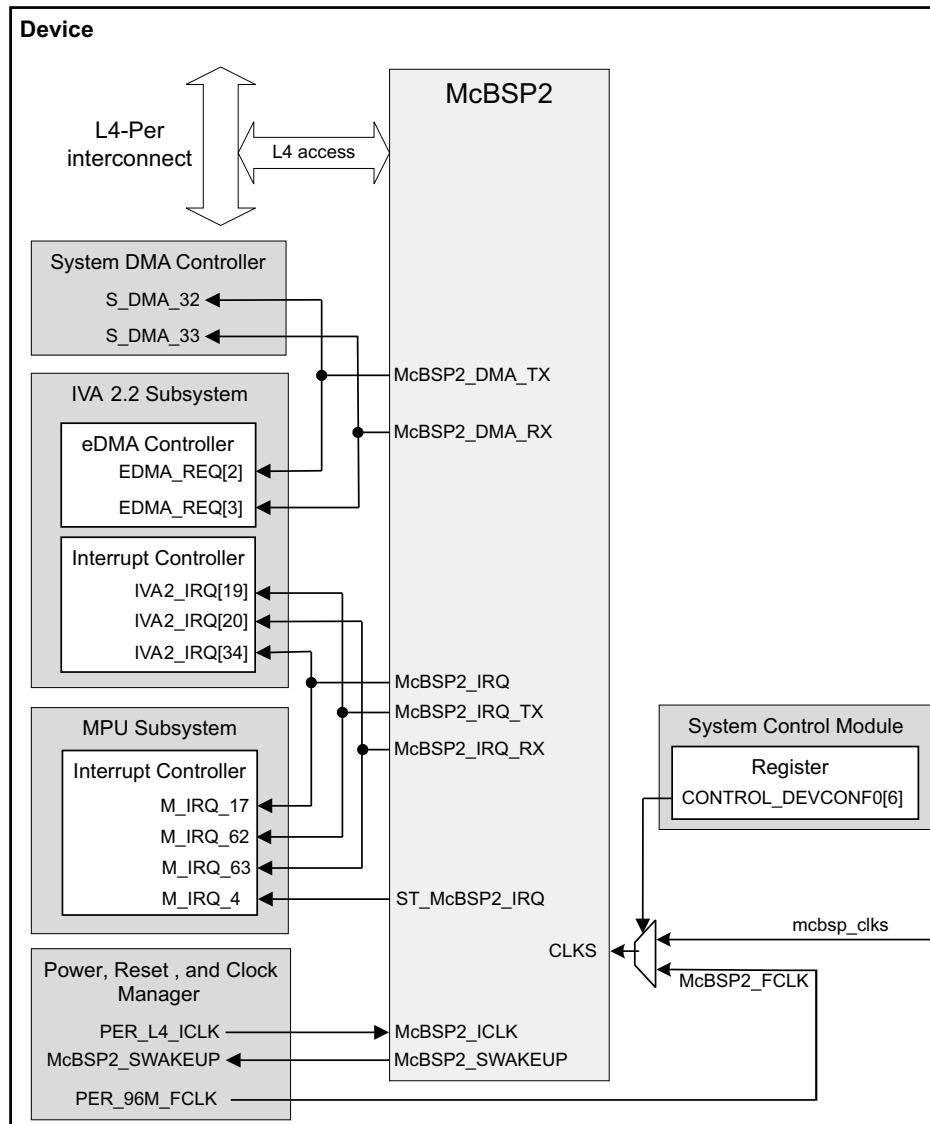 Device
McBSP2
L4-Per
interconnect
L4 access
System DMA Controller
S_DMA_32
S_DMA_33
McBSP2_DMA_TX
IVA 2.2 Subsystem
McBSP2_DMA_RX
eDMA Controller
EDMA_REQ[2]
EDMA_REQ[3]
Interrupt Controller
IVA2_IRQ[19]
IVA2_IRQ[20]
IVA2_IRQ[34]
McBSP2_IRQ
McBSP2_IRQ_TX
McBSP2_IRQ_RX
MPU Subsystem
Interrupt Controller
M_IRQ_17
M_IRQ_62
M_IRQ_63
M_IRQ_4
ST_McBSP2_IRQ
System Control Module
Register
CONTROL_DEVCONF0[6]
mcbsp_clks
CLKS
McBSP2_FCLK
Power, Reset , and Clock
Manager
PER_L4_ICLK
McBSP2_ICLK
McBSP2_SWAKEUP
McBSP2_SWAKEUP
PER_96M_FCLK